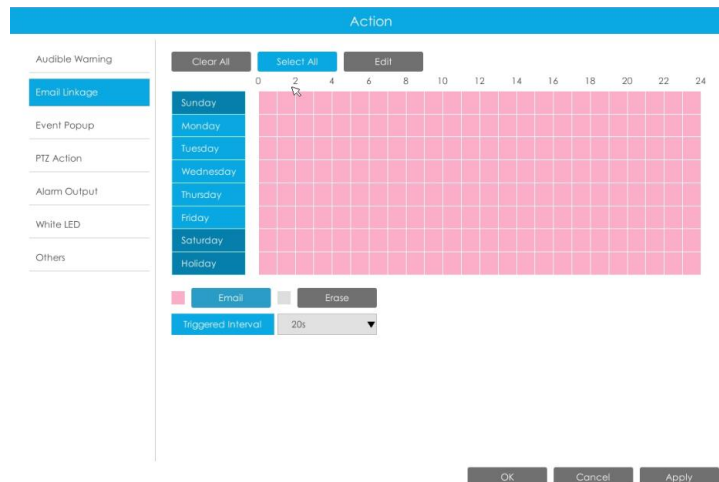 Action
Audible Warning
Email Linkage
Event Popup
PTZ Action
Alarm Output
White LED
Others
Clear All Select All Edit
0 2 4 6 8 10 12 14 16 18 20 22 24
Sunday
Monday
Tuesday
Wednesday
Thursday
Friday
Saturday
Holiday
Email Erase
Triggered Interval 20s
OK Cancel Apply